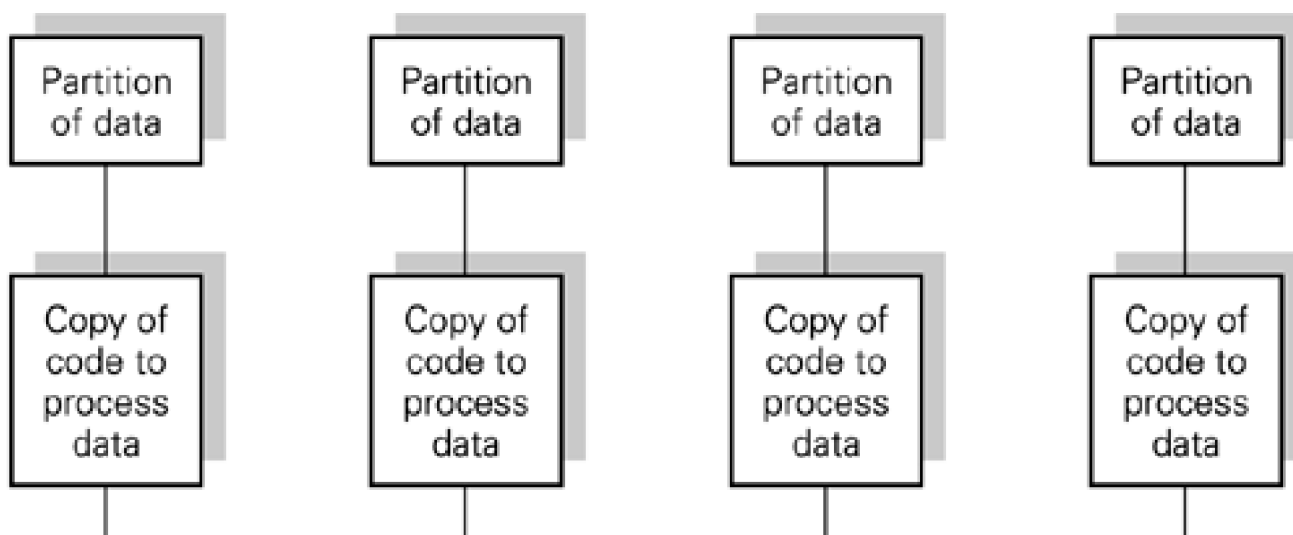 Partition
of data
Partition
of data
Partition
of data
Partition
of data
Copy of
code to
process
data
Copy of
code to
process
data
Copy of
code to
process
data
Copy of
code to
process
data